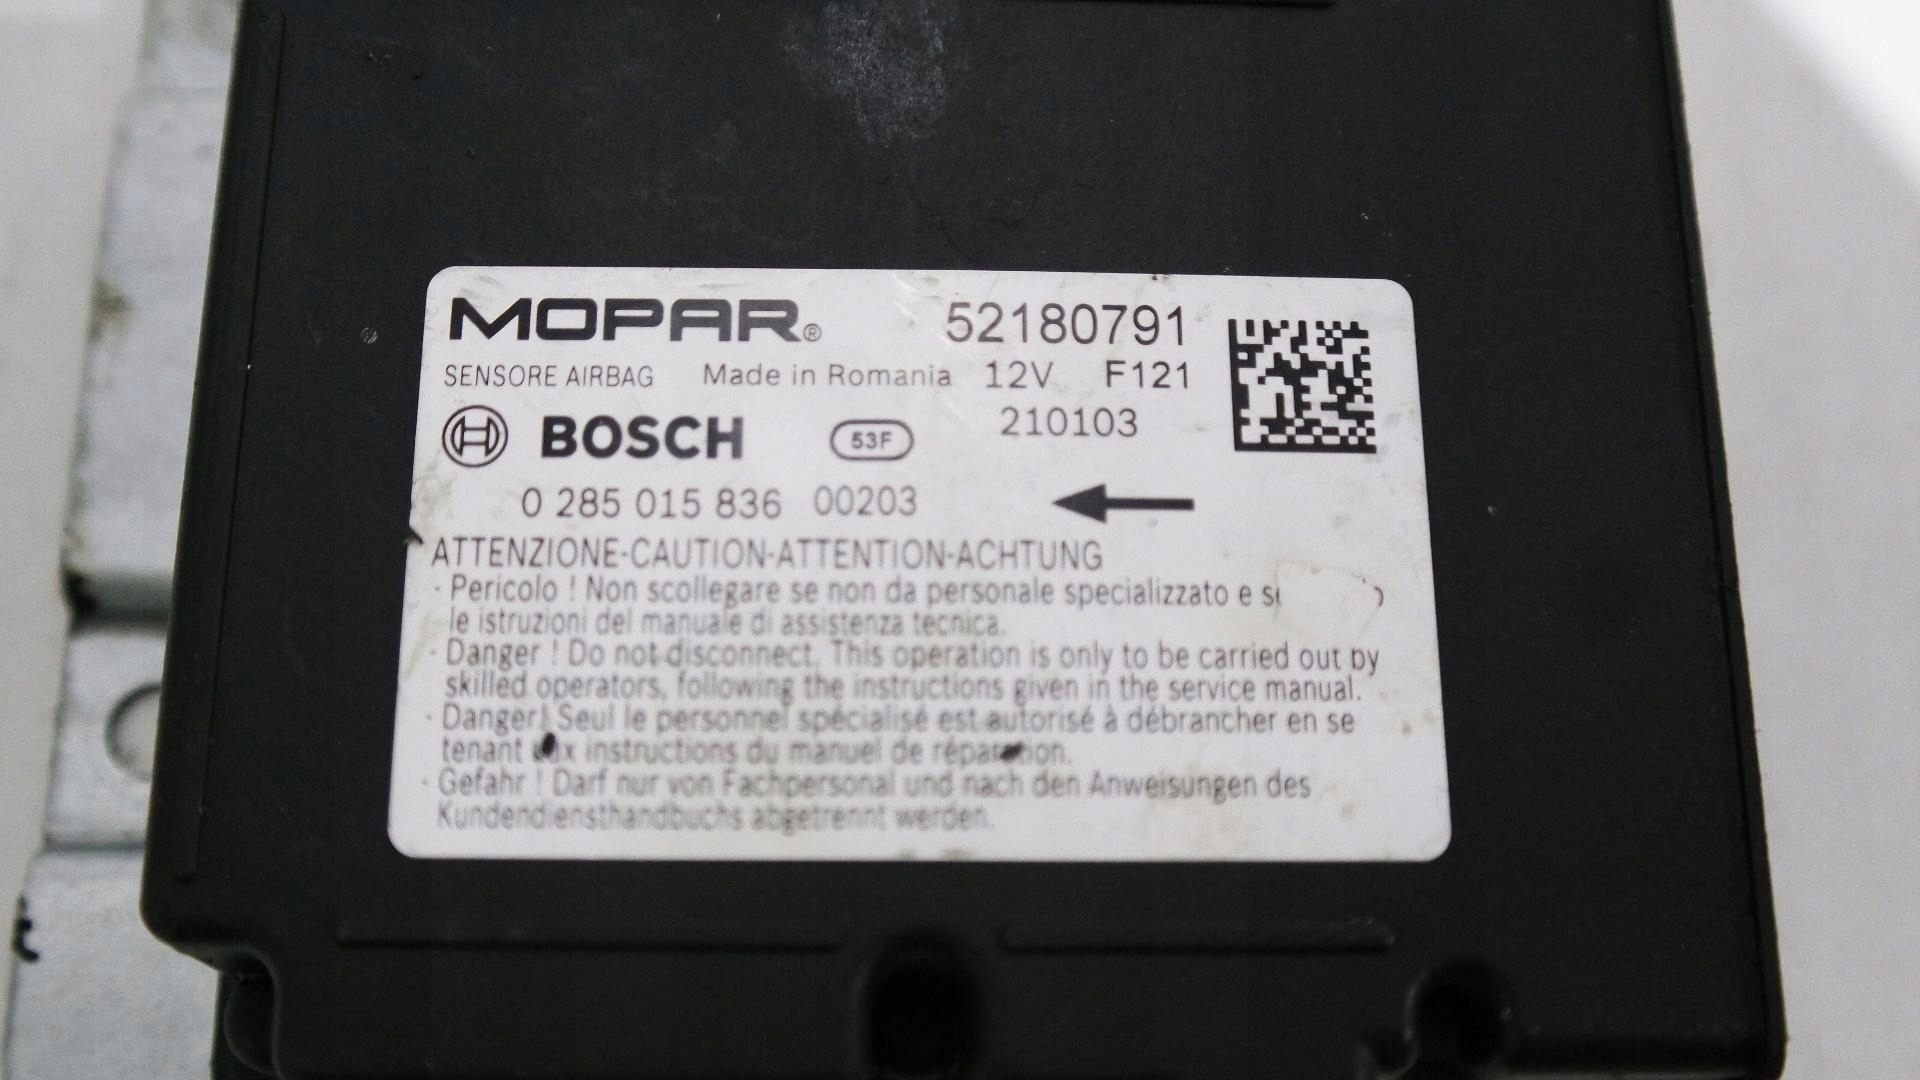 MOPAR® 52180791
SENSORE AIRBAG Made in Romania 12V F121
BOSCH 53F 210103
0 285 015 836 00203
ATTENZIONE-CAUTION-ATTENTION-ACHTUNG
· Pericolo ! Non scollegare se non da personale specializzato e
le istruzioni del manuale di assistenza tecnica.
· Danger ! Do not disconnect. This operation is only to be carried out by
skilled operators, following the instructions given in the service manual.
· Danger! Seul le personnel spécialisé est autorisé à débrancher en se
tenant aux instructions du manuel de réparation.
· Gefahr ! Darf nur von Fachpersonal und nach den Anweisungen des
Kundendiensthandbuchs abgetrennt werden.